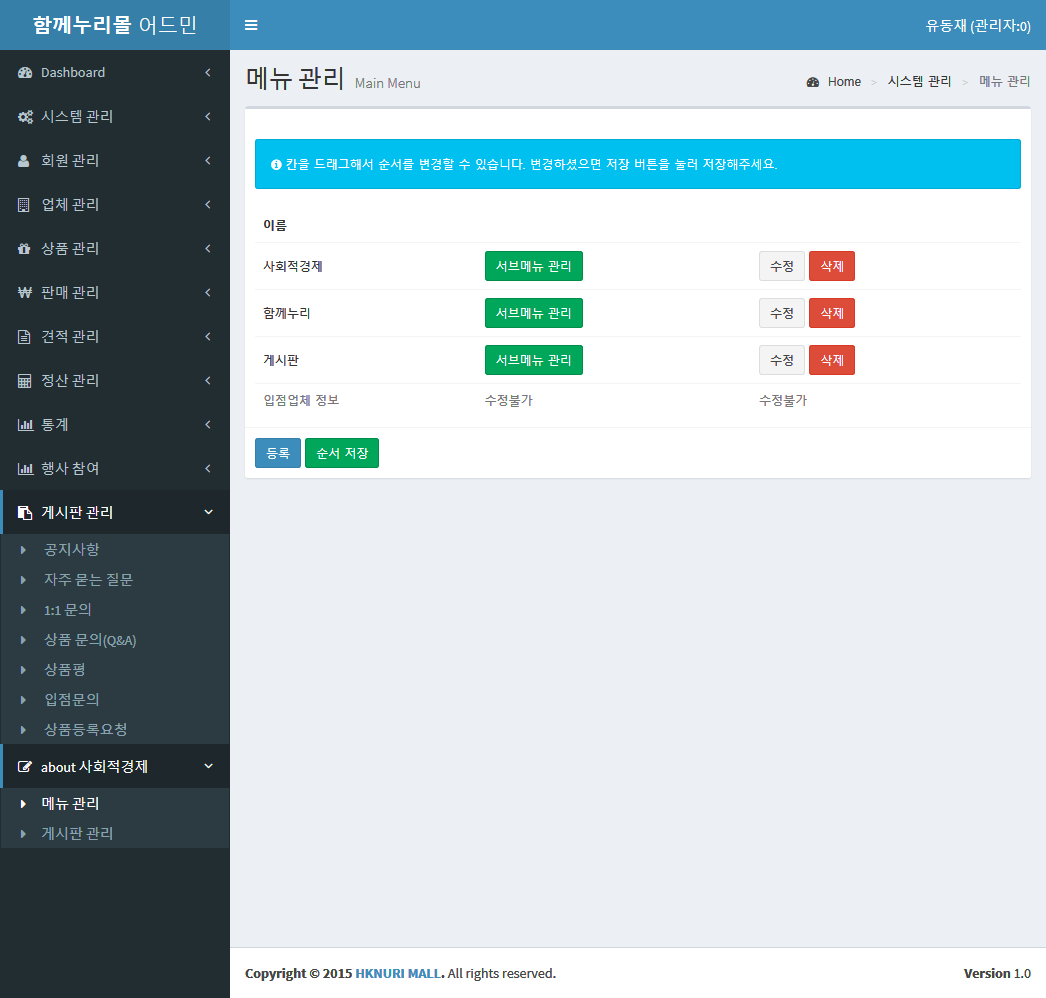 함께누리몰 어드민
유동재 (관리자:0)
Dashboard
시스템 관리
회원 관리
업체 관리
상품 관리
판매 관리
견적 관리
정산 관리
통계
행사 참여
게시판 관리
공지사항
자주 묻는 질문
1:1 문의
상품 문의(Q&A)
상품평
입점문의
상품등록요청
about 사회적경제
메뉴 관리
게시판 관리
메뉴 관리 Main Menu
Home > 시스템 관리 > 메뉴 관리
칸을 드래그해서 순서를 변경할 수 있습니다. 변경하셨으면 저장 버튼을 눌러 저장해주세요.
이름
사회적경제 서브메뉴 관리 수정 삭제
함께누리 서브메뉴 관리 수정 삭제
게시판 서브메뉴 관리 수정 삭제
입점업체 정보 수정불가 수정불가
등록 순서 저장
Copyright © 2015 HKNURI MALL. All rights reserved.
Version 1.0